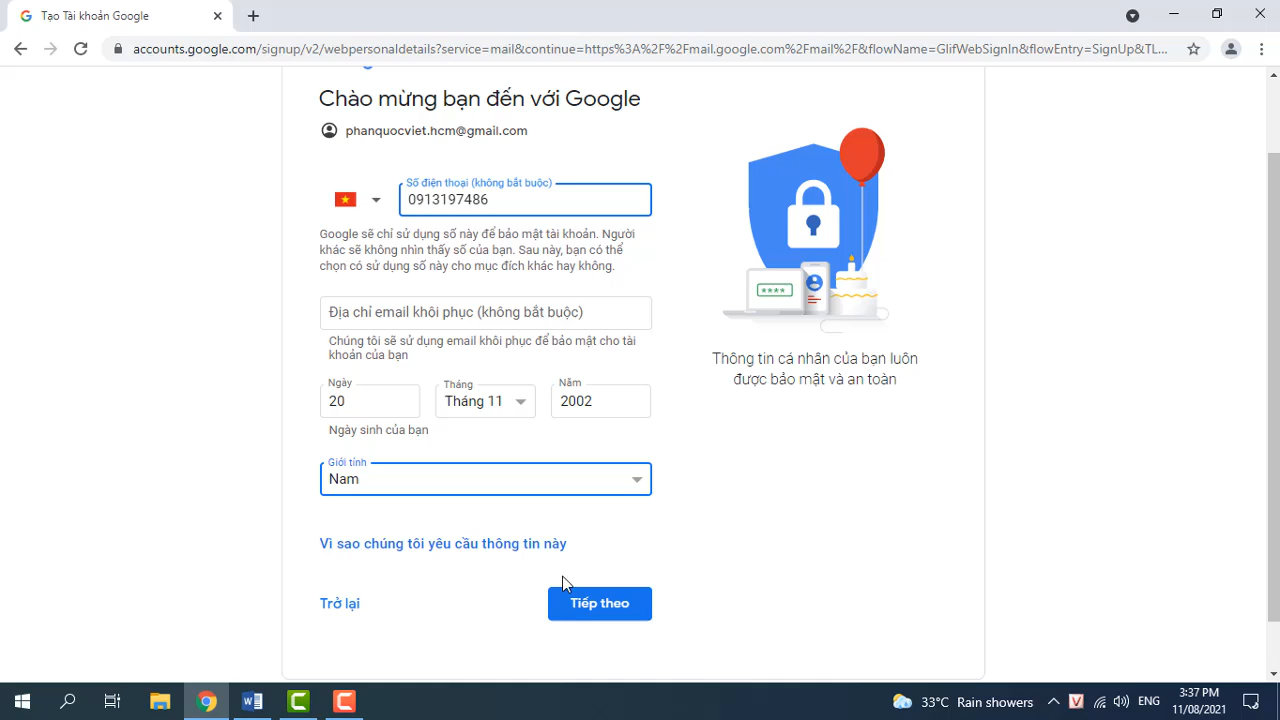 Tạo Tài khoản Google
accounts.google.com/signup/v2/webpersonaldetails?service=mail&continue=https%3A%2F%2Fmail.google.com%2Fmail%2F&flowName=GlifWebSignIn&flowEntry=SignUp&TL...
Chào mừng bạn đến với Google
phanquocviet.hcm@gmail.com
Số điện thoại (không bắt buộc)
0913197486
Google sẽ chỉ sử dụng số này để bảo mật tài khoản. Người
khác sẽ không nhìn thấy số của bạn. Sau này, bạn có thể
chọn có sử dụng số này cho mục đích khác hay không.
Địa chỉ email khôi phục (không bắt buộc)
Chúng tôi sẽ sử dụng email khôi phục để bảo mật cho tài
khoản của bạn
Ngày Tháng Năm
20 Tháng 11 2002
Ngày sinh của bạn
Giới tính
Nam
Vì sao chúng tôi yêu cầu thông tin này
Trở lại Tiếp theo
****
Thông tin cá nhân của bạn luôn
được bảo mật và an toàn
33°C Rain showers
V
ENG
3:37 PM
11/08/2021